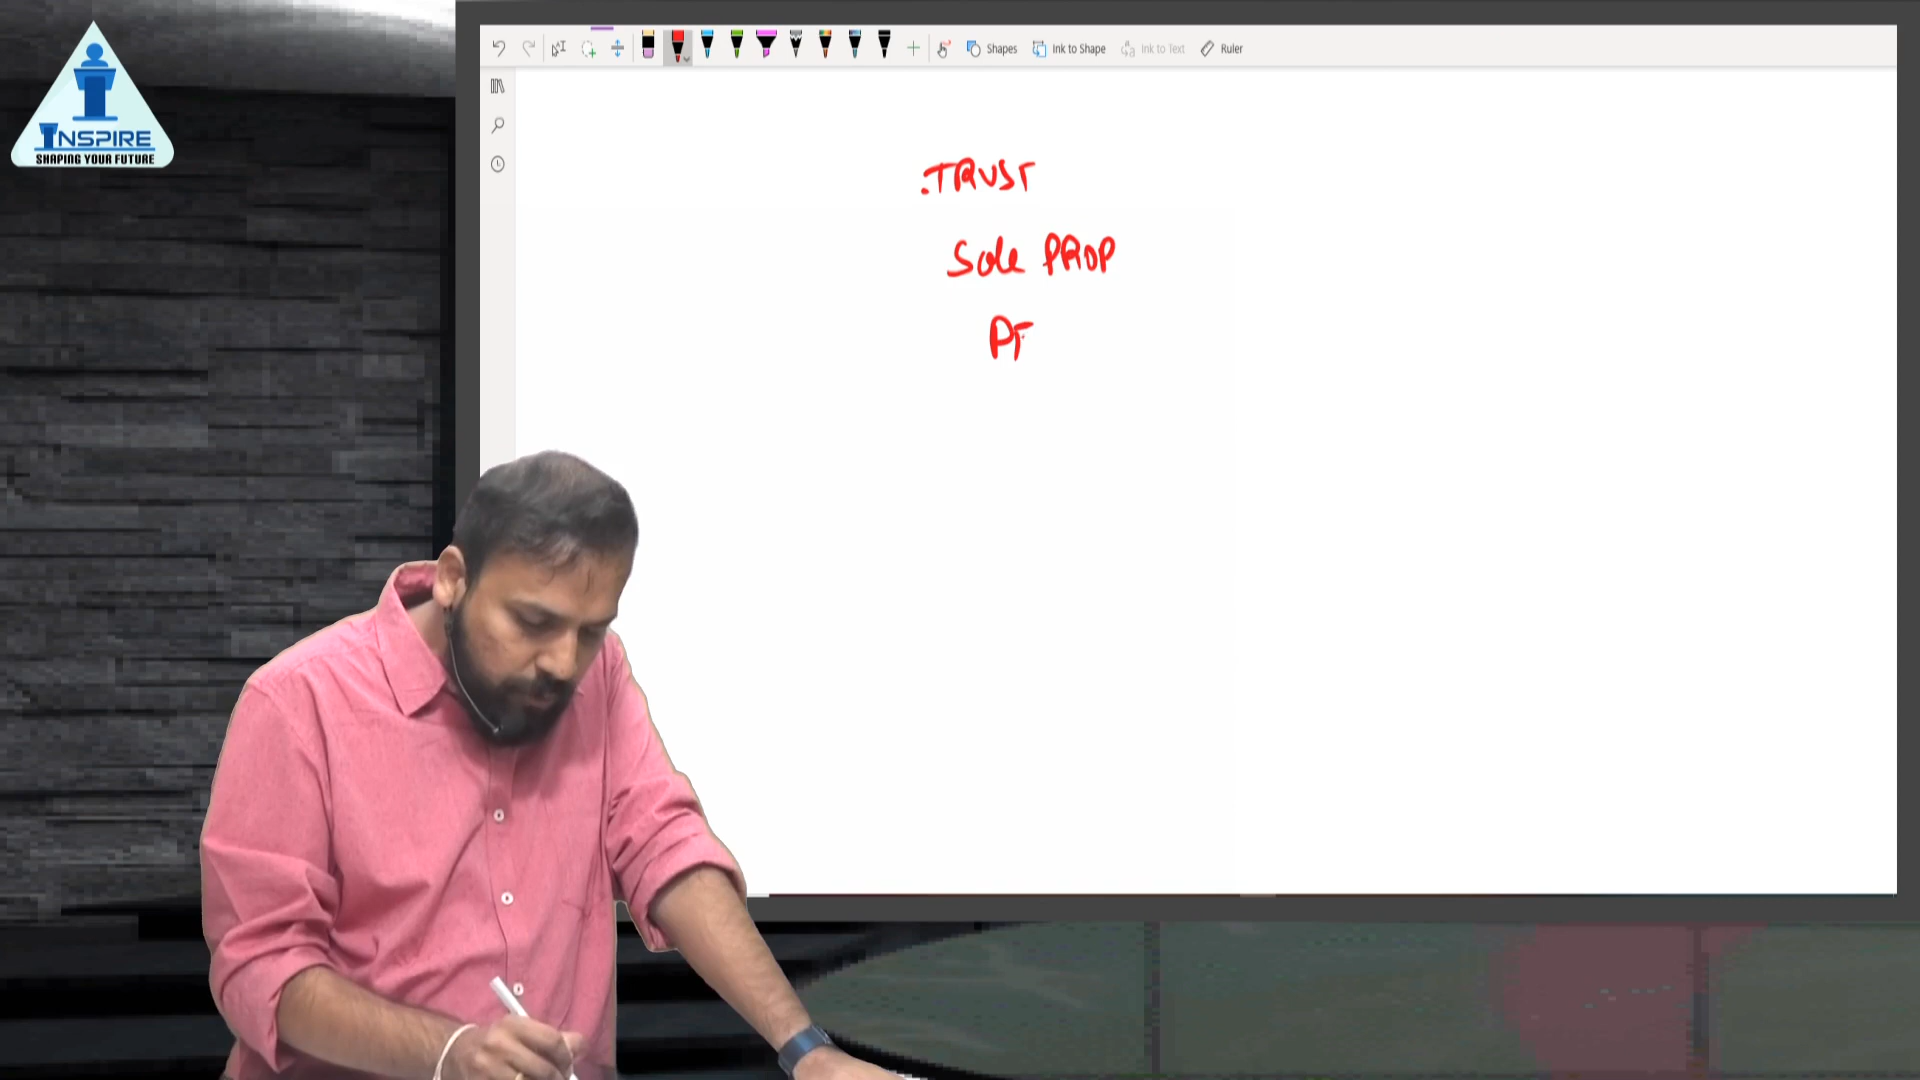 INSPIRE
SHAPING YOUR FUTURE
Shapes
Ink to Shape
Ink to Text
Ruler
.TRUST
Sole PROP
PF